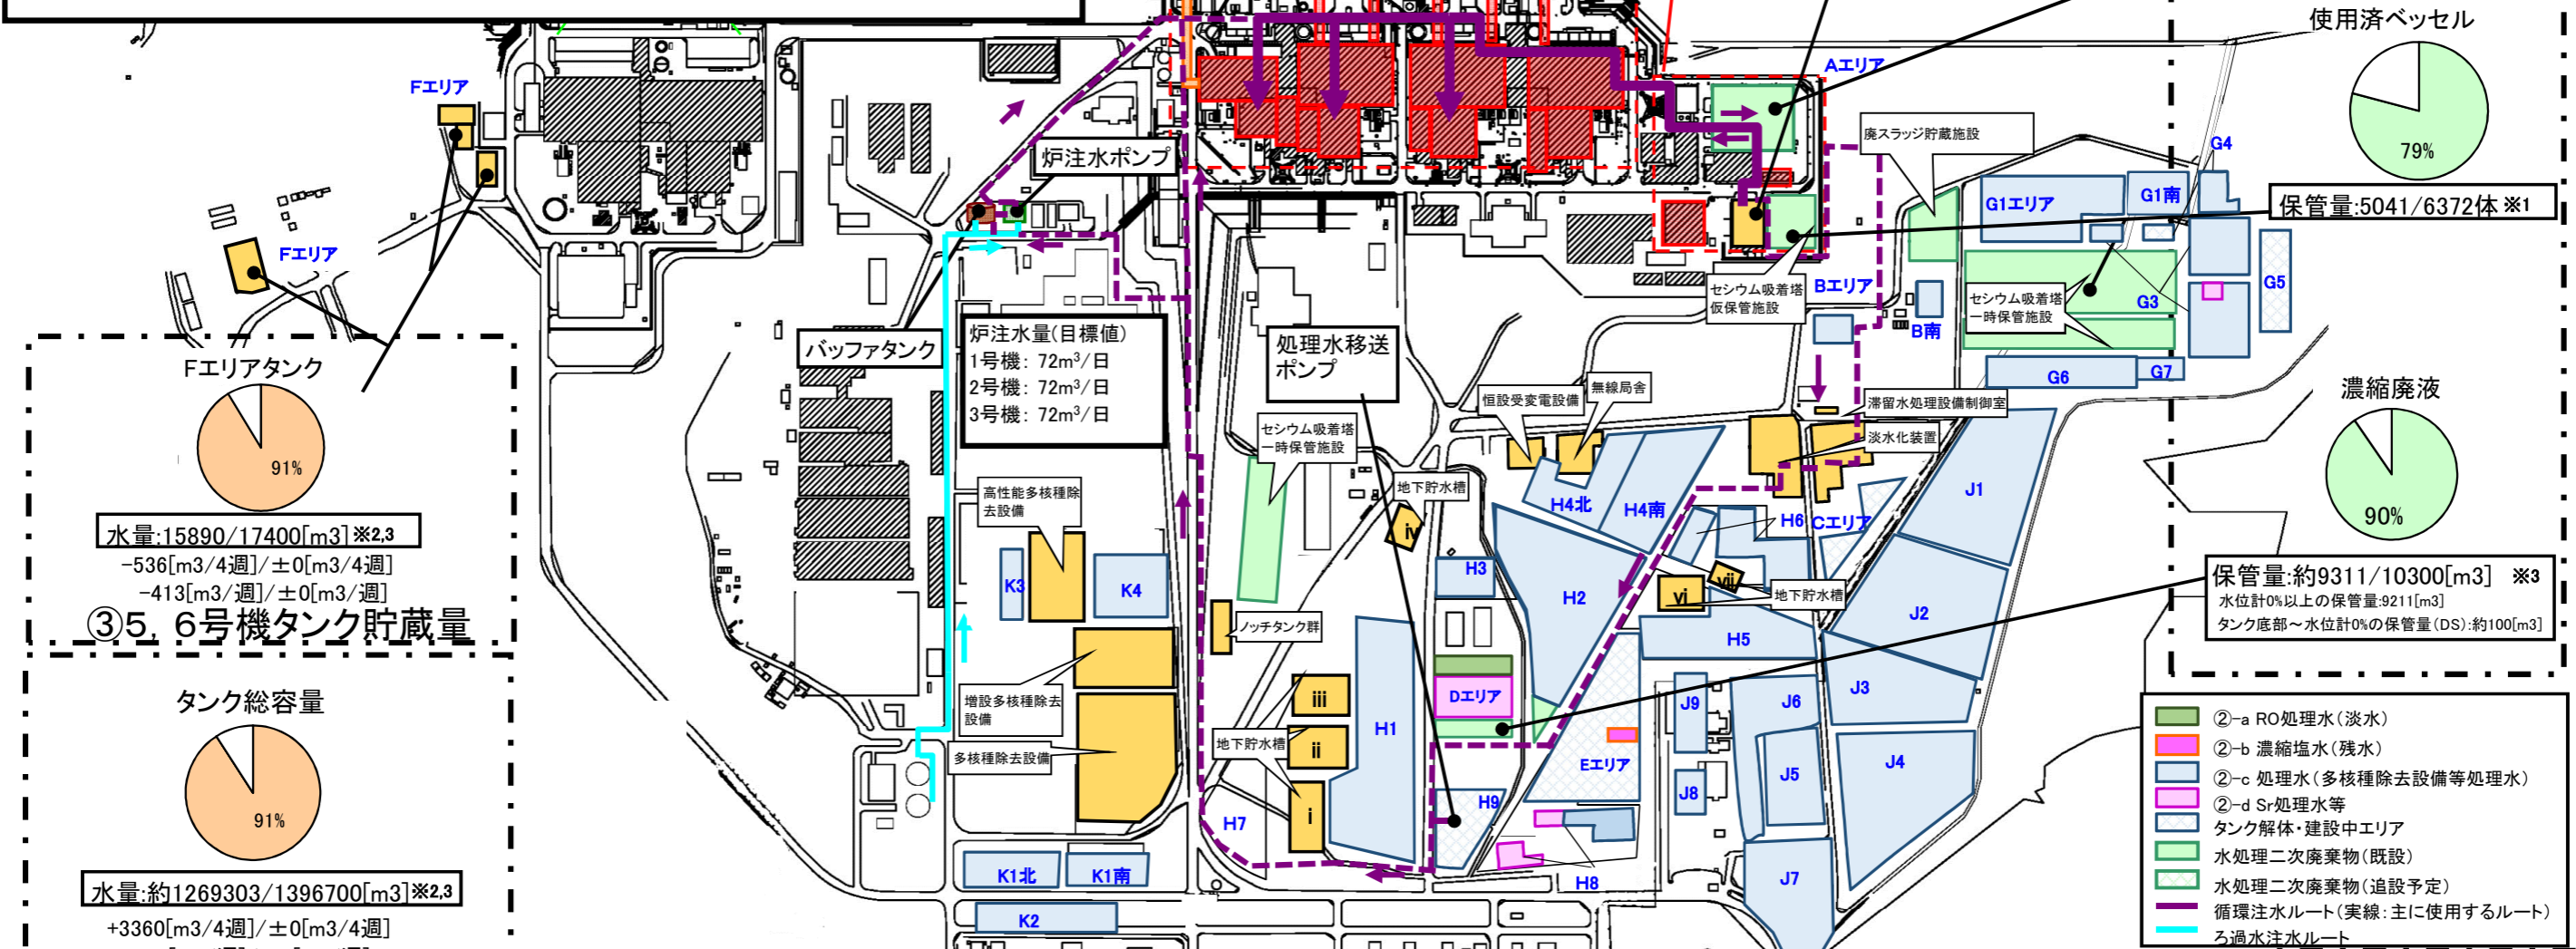 使用済ベッセル
79%
保管量:5041/6372体 ※1
濃縮廃液
90%
保管量:約9311/10300[m3] ※3
水位計0%以上の保管量:9211[m3]
タンク底部～水位計0%の保管量(DS):約100[m3]
Fエリア
Fエリア
Fエリアタンク
91%
水量:15890/17400[m3]※2,3
-536[m3/4週]/±0[m3/4週]
-413[m3/週]/±0[m3/週]
③5, 6号機タンク貯蔵量
タンク総容量
91%
水量:約1269303/1396700[m3]※2,3
+3360[m3/4週]/±0[m3/4週]
炉注水ポンプ
バッファタンク
炉注水量(目標値)
1号機: 72m³/日
2号機: 72m³/日
3号機: 72m³/日
処理水移送
ポンプ
Aエリア
廃スラッジ貯蔵施設
セシウム吸着塔
仮保管施設
Bエリア
B南
G1エリア
G1南
G4
G3
G5
セシウム吸着塔
一時保管施設
G6
G7
恒設受変電設備
無線局舎
滞留水処理設備制御室
淡水化装置
セシウム吸着塔
一時保管施設
高性能多核種除
去設備
地下貯水槽
iv
H4北
H4南
H6
Cエリア
J1
K3
K4
H3
H2
vi
vii
地下貯水槽
J2
ノッチタンク群
H5
増設多核種除去
設備
iii
Dエリア
J9
J6
J3
地下貯水槽
ii
H1
多核種除去設備
Eエリア
J5
J4
i
H9
J8
H7
K1北
K1南
H8
J7
K2
②-a RO処理水(淡水)
②-b 濃縮塩水(残水)
②-c 処理水(多核種除去設備等処理水)
②-d Sr処理水等
タンク解体・建設中エリア
水処理二次廃棄物(既設)
水処理二次廃棄物(追設予定)
循環注水ルート(実線:主に使用するルート)
ろ過水注水ルート